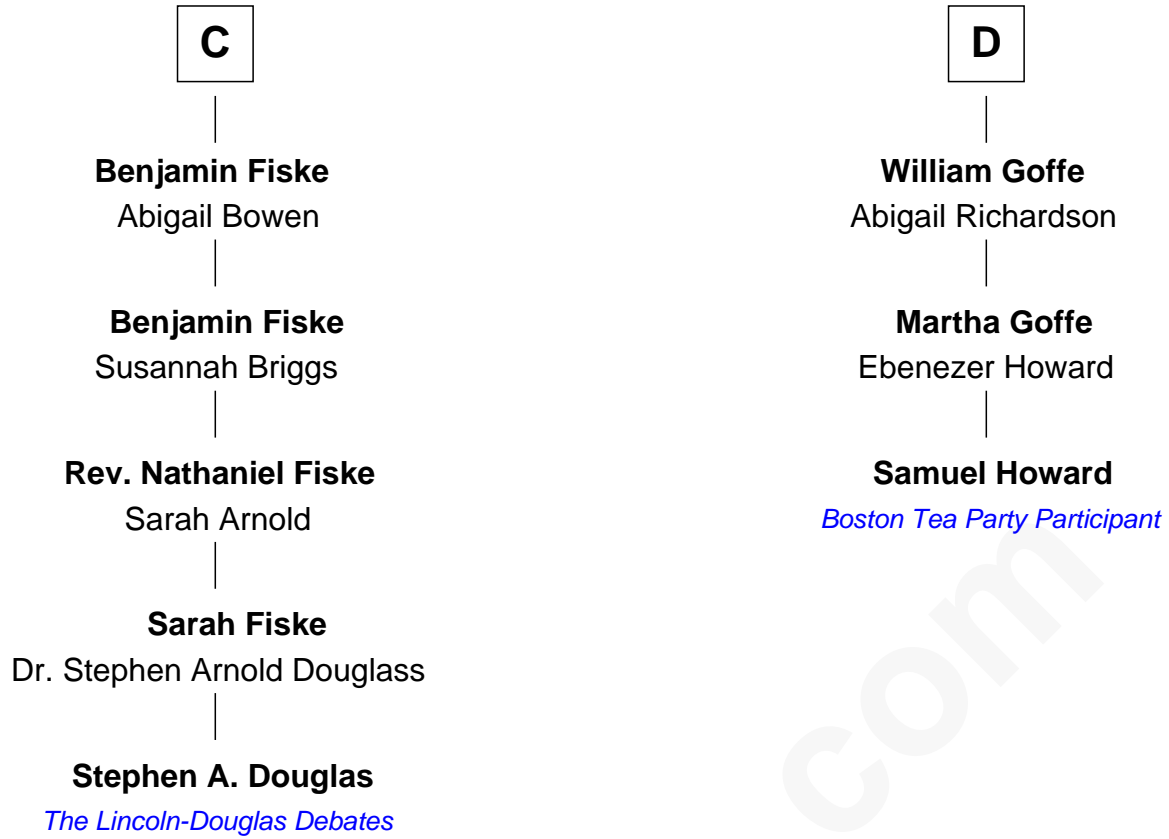 C
Benjamin Fiske
Abigail Bowen
Benjamin Fiske
Susannah Briggs
Rev. Nathaniel Fiske
Sarah Arnold
Sarah Fiske
Dr. Stephen Arnold Douglass
Stephen A. Douglas
The Lincoln-Douglas Debates
D
William Goffe
Abigail Richardson
Martha Goffe
Ebenezer Howard
Samuel Howard
Boston Tea Party Participant
com